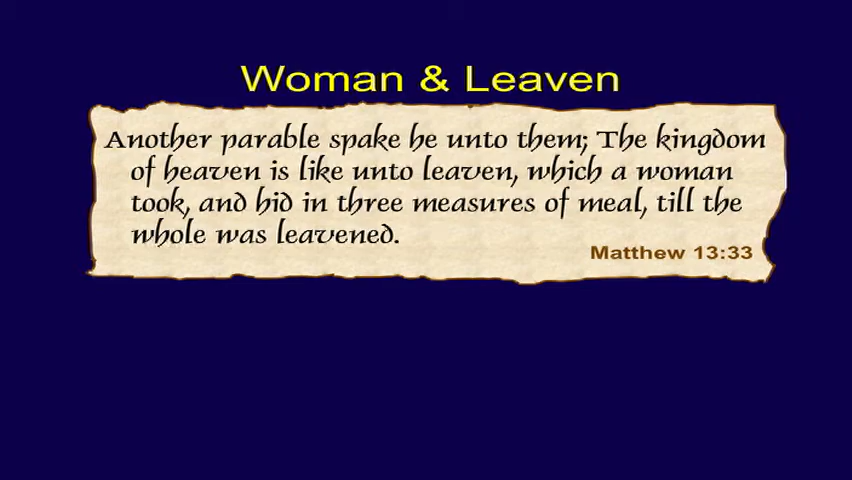 Woman & Leaven
Another parable spake he unto them; The kingdom
of heaven is like unto leaven, which a woman
took, and hid in three measures of meal, till the
whole was leavened.
Matthew 13:33